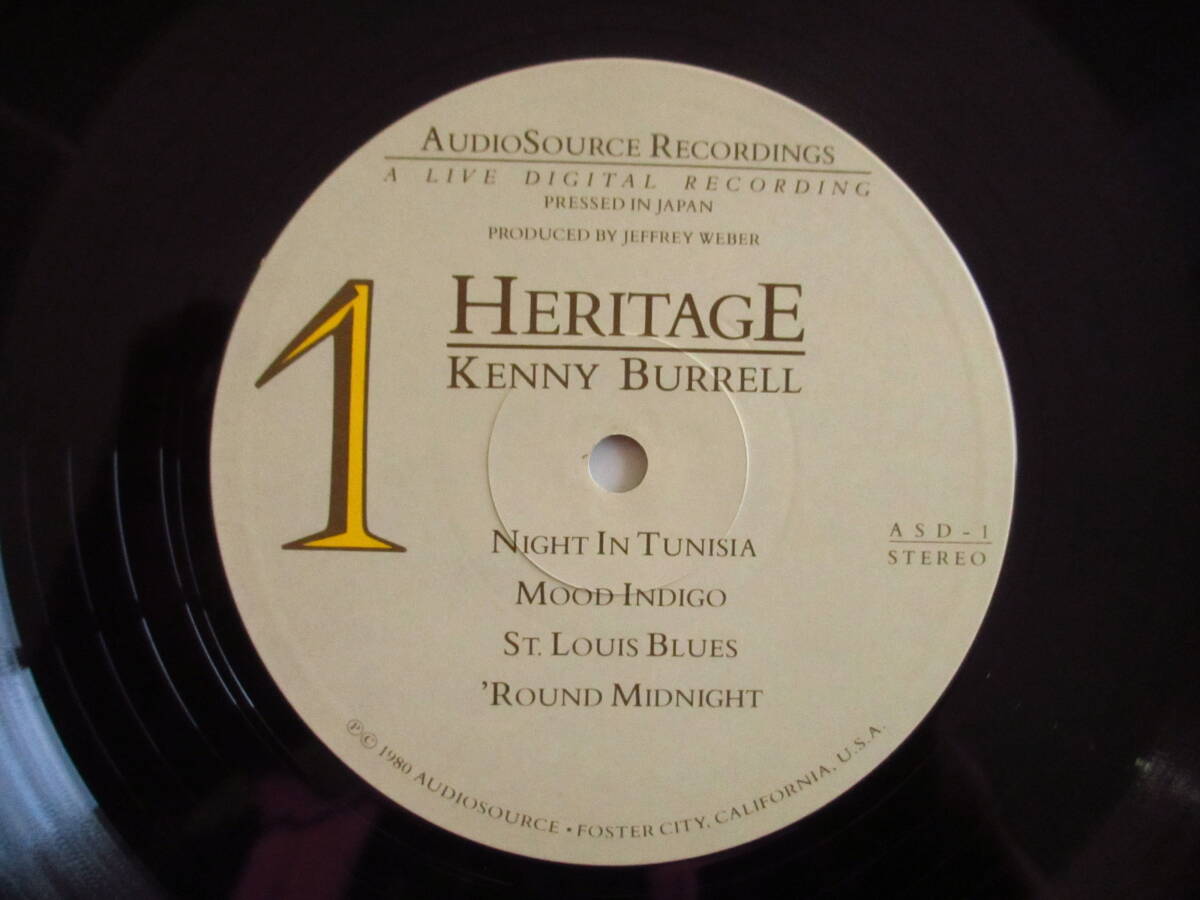 AUDIOSOURCE RECORDINGS
A LIVE DIGITAL RECORDING
PRESSED IN JAPAN
PRODUCED BY JEFFREY WEBER
1
HERITAGE
KENNY BURRELL
ASD-1
STEREO
NIGHT IN TUNISIA
MOOD INDIGO
ST. LOUIS BLUES
'ROUND MIDNIGHT
℗© 1980 AUDIOSOURCE • FOSTER CITY, CALIFORNIA, U.S.A.